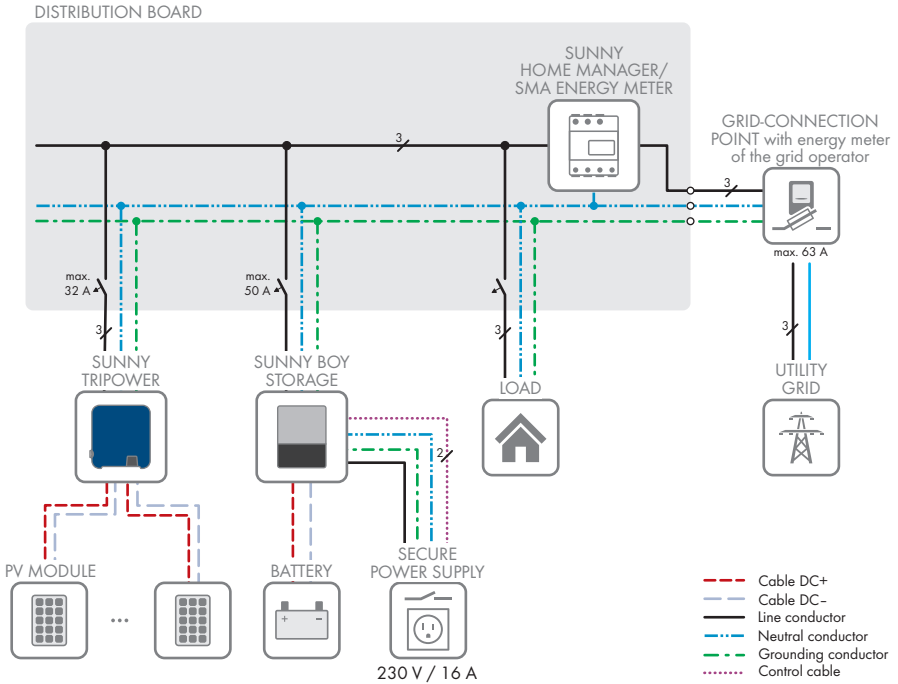 DISTRIBUTION BOARD
SUNNY
HOME MANAGER/
SMA ENERGY METER
GRID-CONNECTION
POINT with energy meter
of the grid operator
3
3
max.
32 A
max.
50 A
max. 63 A
3
3
3
SUNNY
TRIPOWER
SUNNY BOY
STORAGE
LOAD
UTILITY
GRID
2
PV MODULE
...
BATTERY
+ −
SECURE
POWER SUPPLY
230 V / 16 A
Cable DC+
Cable DC−
Line conductor
Neutral conductor
Grounding conductor
Control cable